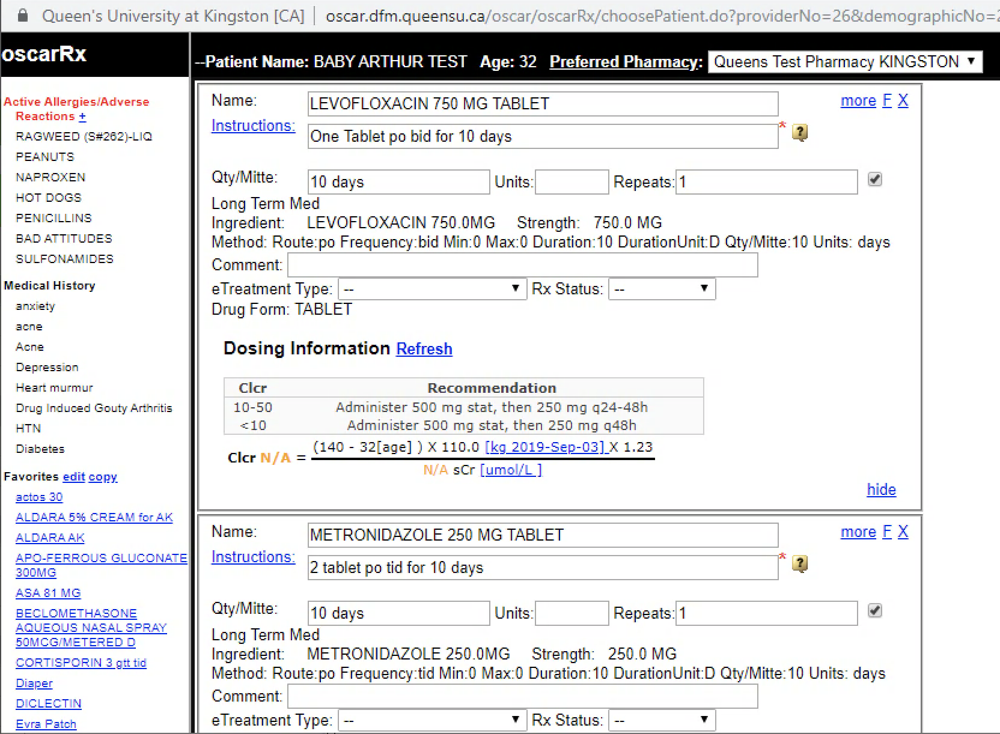 Queen's University at Kingston [CA] oscar.dfm.queensu.ca/oscar/oscarRx/choosePatient.do?providerNo=26&demographicNo=
oscarRx
--Patient Name: BABY ARTHUR TEST Age: 32 Preferred Pharmacy: Queens Test Pharmacy KINGSTON
Active Allergies/Adverse
Reactions +
RAGWEED (S#262)-LIQ
PEANUTS
NAPROXEN
HOT DOGS
PENICILLINS
BAD ATTITUDES
SULFONAMIDES
Medical History
anxiety
acne
Acne
Depression
Heart murmur
Drug Induced Gouty Arthritis
HTN
Diabetes
Favorites edit copy
actos 30
ALDARA 5% CREAM for AK
ALDARA AK
APO-FERROUS GLUCONATE
300MG
ASA 81 MG
BECLOMETHASONE
AQUEOUS NASAL SPRAY
50MCG/METERED D
CORTISPORIN 3 gtt tid
Diaper
DICLECTIN
Evra Patch
Name: LEVOFLOXACIN 750 MG TABLET more F X
Instructions: One Tablet po bid for 10 days * ?
Qty/Mitte: 10 days Units: Repeats: 1
Long Term Med
Ingredient: LEVOFLOXACIN 750.0MG Strength: 750.0 MG
Method: Route:po Frequency:bid Min:0 Max:0 Duration:10 DurationUnit:D Qty/Mitte:10 Units: days
Comment:
eTreatment Type: -- Rx Status: --
Drug Form: TABLET
Dosing Information Refresh
Clcr Recommendation
10-50 Administer 500 mg stat, then 250 mg q24-48h
<10 Administer 500 mg stat, then 250 mg q48h
(140 - 32[age] ) X 110.0 [kg 2019-Sep-03] X 1.23
Clcr N/A =
N/A sCr [umol/L ]
hide
Name: METRONIDAZOLE 250 MG TABLET more F X
Instructions: 2 tablet po tid for 10 days * ?
Qty/Mitte: 10 days Units: Repeats: 1
Long Term Med
Ingredient: METRONIDAZOLE 250.0MG Strength: 250.0 MG
Method: Route:po Frequency:tid Min:0 Max:0 Duration:10 DurationUnit:D Qty/Mitte:10 Units: days
Comment:
eTreatment Type: -- Rx Status: --